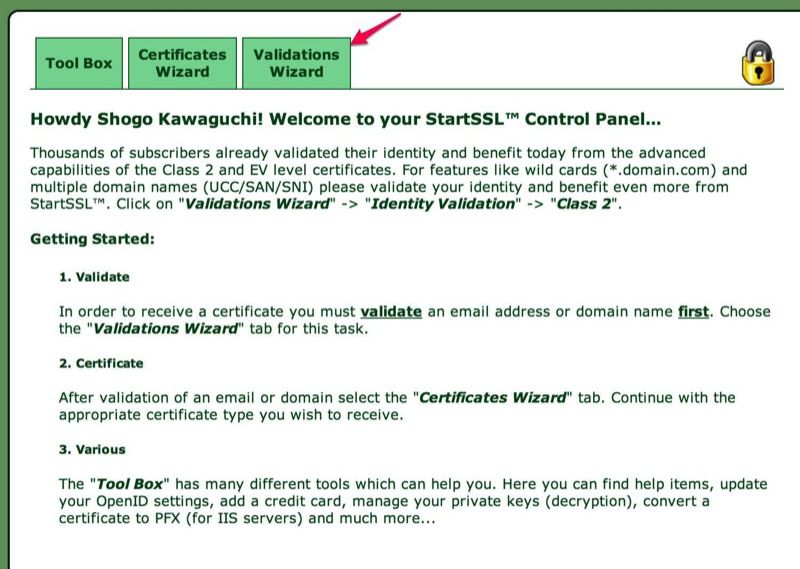 Tool Box
Certificates
Wizard
Validations
Wizard
Howdy Shogo Kawaguchi! Welcome to your StartSSL™ Control Panel...
Thousands of subscribers already validated their identity and benefit today from the advanced
capabilities of the Class 2 and EV level certificates. For features like wild cards (*.domain.com) and
multiple domain names (UCC/SAN/SNI) please validate your identity and benefit even more from
StartSSL™. Click on "Validations Wizard" -> "Identity Validation" -> "Class 2".
Getting Started:
1. Validate
In order to receive a certificate you must validate an email address or domain name first. Choose
the "Validations Wizard" tab for this task.
2. Certificate
After validation of an email or domain select the "Certificates Wizard" tab. Continue with the
appropriate certificate type you wish to receive.
3. Various
The "Tool Box" has many different tools which can help you. Here you can find help items, update
your OpenID settings, add a credit card, manage your private keys (decryption), convert a
certificate to PFX (for IIS servers) and much more...